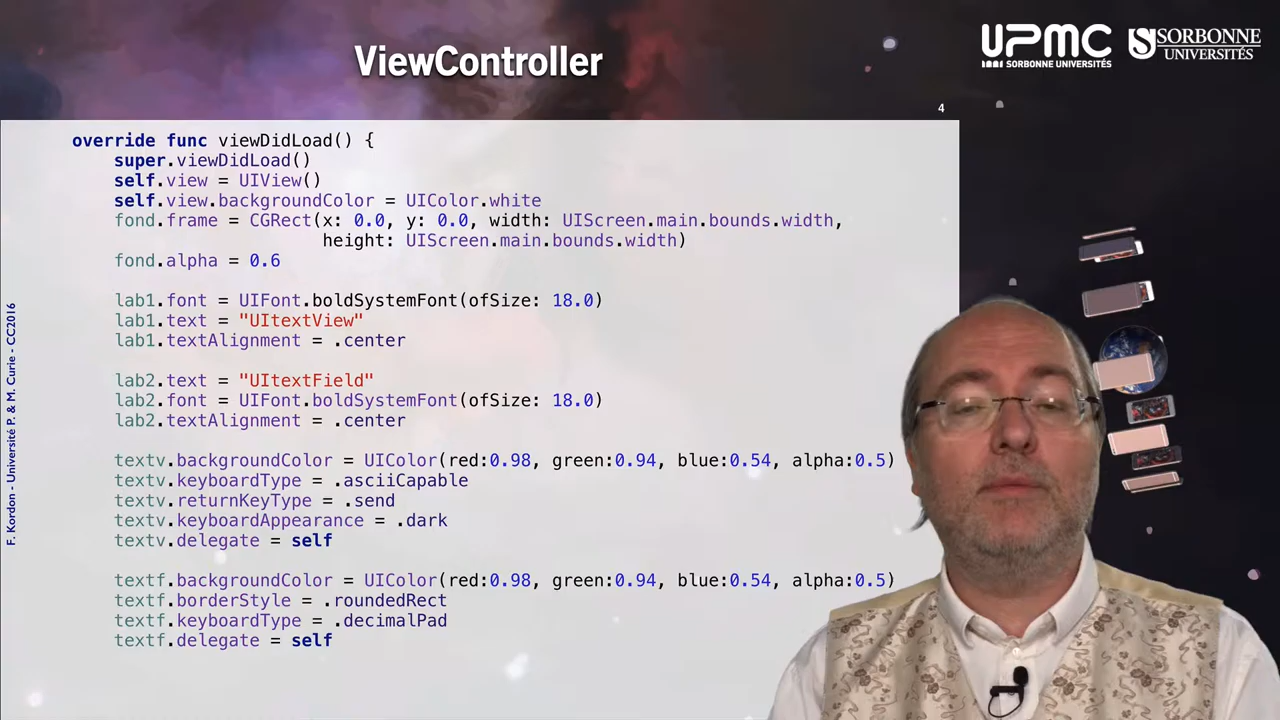 ViewController
UPMC
SORBONNE UNIVERSITÉS
S SORBONNE
UNIVERSITÉS
4
override func viewDidLoad() {
super.viewDidLoad()
self.view = UIView()
self.view.backgroundColor = UIColor.white
fond.frame = CGRect(x: 0.0, y: 0.0, width: UIScreen.main.bounds.width,
height: UIScreen.main.bounds.width)
fond.alpha = 0.6
lab1.font = UIFont.boldSystemFont(ofSize: 18.0)
lab1.text = "UItextView"
lab1.textAlignment = .center
lab2.text = "UItextField"
lab2.font = UIFont.boldSystemFont(ofSize: 18.0)
lab2.textAlignment = .center
textv.backgroundColor = UIColor(red:0.98, green:0.94, blue:0.54, alpha:0.5)
textv.keyboardType = .asciiCapable
textv.returnKeyType = .send
textv.keyboardAppearance = .dark
textv.delegate = self
textf.backgroundColor = UIColor(red:0.98, green:0.94, blue:0.54, alpha:0.5)
textf.borderStyle = .roundedRect
textf.keyboardType = .decimalPad
textf.delegate = self
F. Kordon - Université P. & M. Curie - CC2016